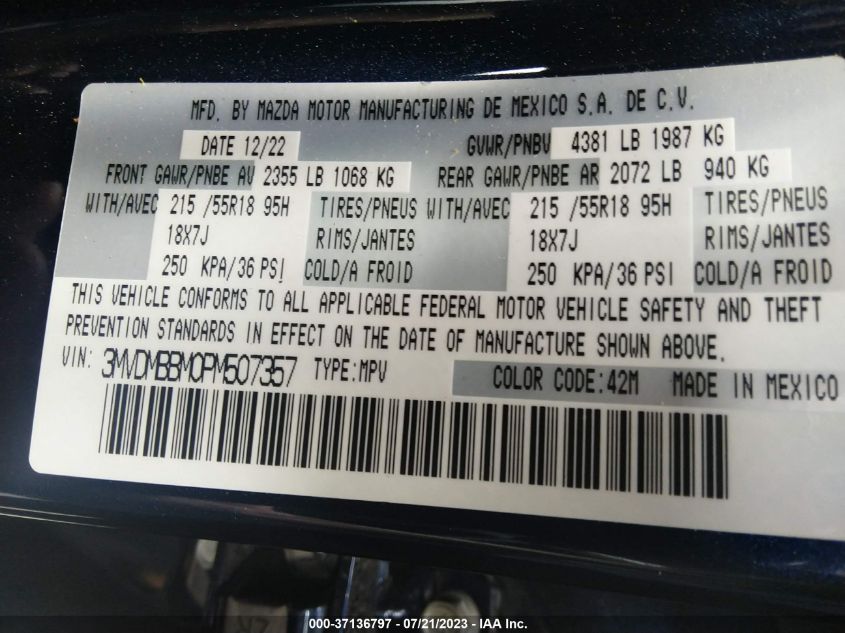 MFD. BY MAZDA MOTOR MANUFACTURING DE MEXICO S.A. DE C.V.
DATE 12/22 GVWR/PNBV 4381 LB 1987 KG
FRONT GAWR/PNBE AV 2355 LB 1068 KG REAR GAWR/PNBE AR 2072 LB 940 KG
WITH/AVEC 215 /55R18 95H TIRES/PNEUS WITH/AVEC 215 /55R18 95H TIRES/PNEUS
18X7J RIMS/JANTES 18X7J RIMS/JANTES
250 KPA/36 PSI COLD/A FROID 250 KPA/36 PSI COLD/A FROID
THIS VEHICLE CONFORMS TO ALL APPLICABLE FEDERAL MOTOR VEHICLE SAFETY AND THEFT
PREVENTION STANDARDS IN EFFECT ON THE DATE OF MANUFACTURE SHOWN ABOVE.
VIN: 3MVDMBBM0PM507357 TYPE:MPV COLOR CODE:42M MADE IN MEXICO
000-37136797 - 07/21/2023 - IAA Inc.